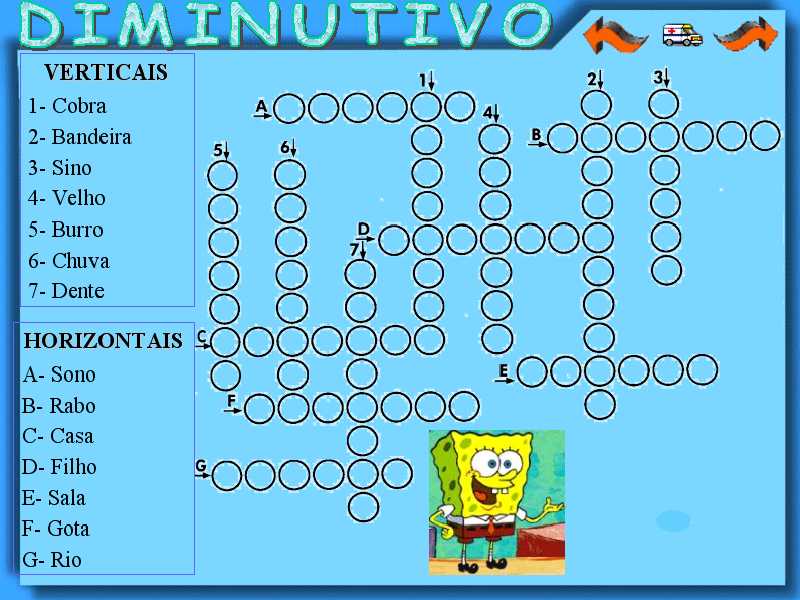 DIMINUTIVO
VERTICAIS
1- Cobra
2- Bandeira
3- Sino
4- Velho
5- Burro
6- Chuva
7- Dente
HORIZONTAIS
A- Sono
B- Rabo
C- Casa
D- Filho
E- Sala
F- Gota
G- Rio
1
2
3
A
4
B
5
6
D
7
C
E
F
G